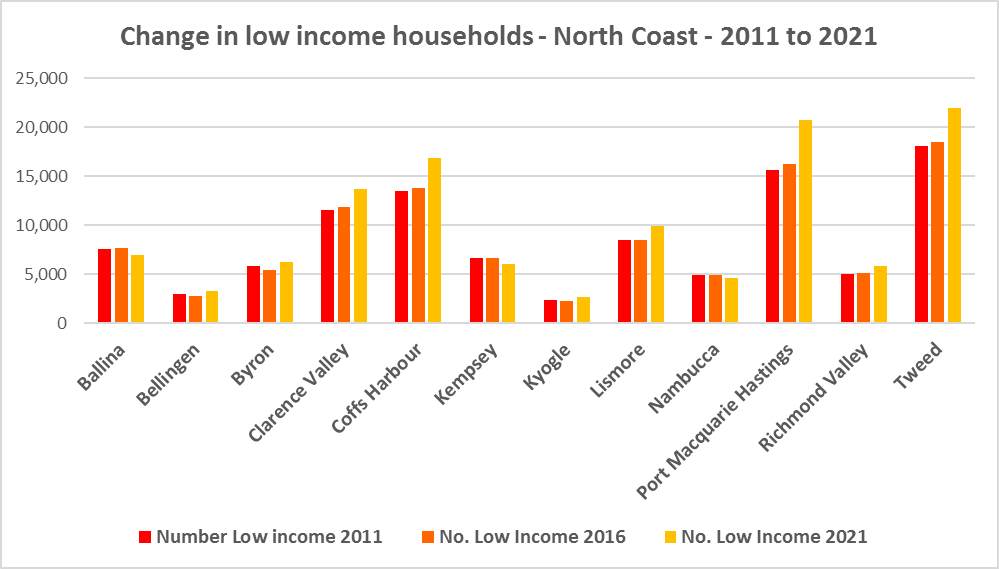 Change in low income households - North Coast - 2011 to 2021
25,000
20,000
15,000
10,000
5,000
0
Ballina
Bellingen
Byron
Clarence Valley
Coffs Harbour
Kempsey
Kyogle
Lismore
Nambucca
Port Macquarie Hastings
Richmond Valley
Tweed
Number Low income 2011
No. Low Income 2016
No. Low Income 2021